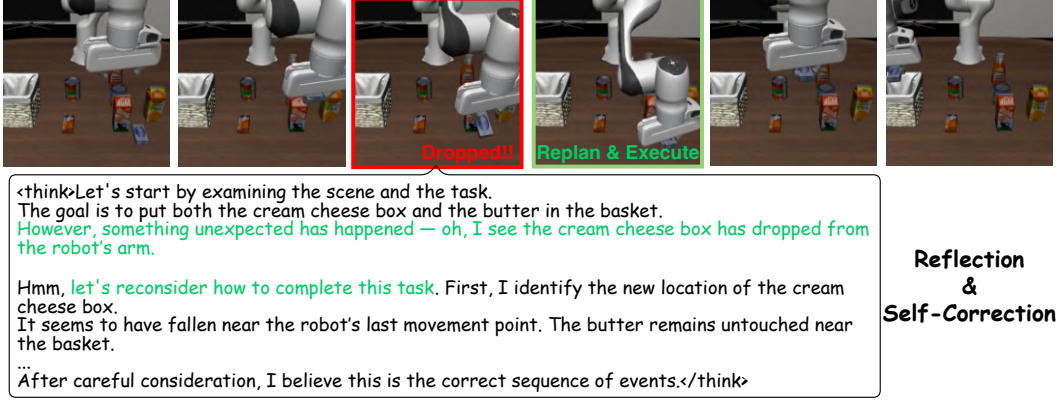 Dropped!!
Replan & Execute
<think>Let's start by examining the scene and the task.
The goal is to put both the cream cheese box and the butter in the basket.
However, something unexpected has happened — oh, I see the cream cheese box has dropped from
the robot's arm.
Hmm, let's reconsider how to complete this task. First, I identify the new location of the cream
cheese box.
It seems to have fallen near the robot's last movement point. The butter remains untouched near
the basket.
...
After careful consideration, I believe this is the correct sequence of events.</think>
Reflection
&
Self-Correction